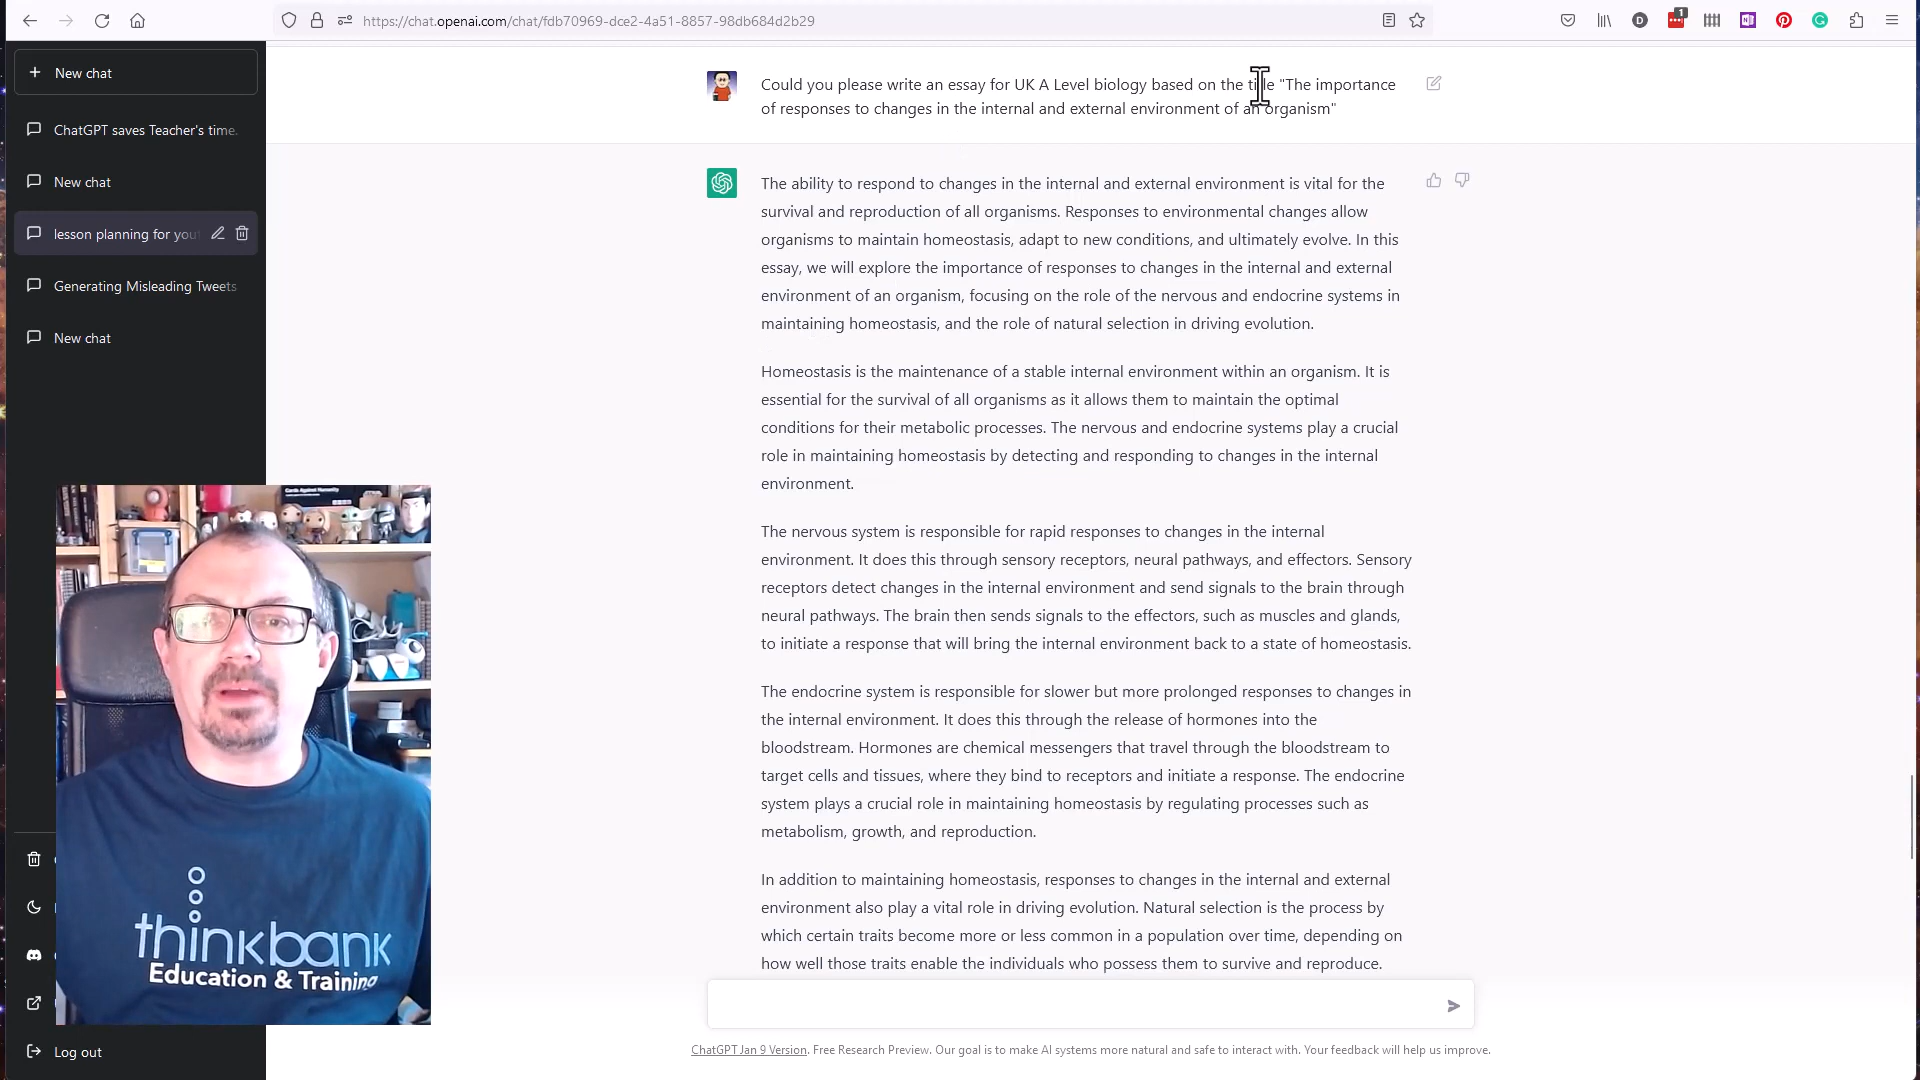 https://chat.openai.com/chat/fdb70969-dce2-4a51-8857-98db684d2b29
1
New chat
ChatGPT saves Teacher's time.
New chat
lesson planning for you
Generating Misleading Tweets
New chat
Log out
Could you please write an essay for UK A Level biology based on the title "The importance
of responses to changes in the internal and external environment of an organism"
The ability to respond to changes in the internal and external environment is vital for the
survival and reproduction of all organisms. Responses to environmental changes allow
organisms to maintain homeostasis, adapt to new conditions, and ultimately evolve. In this
essay, we will explore the importance of responses to changes in the internal and external
environment of an organism, focusing on the role of the nervous and endocrine systems in
maintaining homeostasis, and the role of natural selection in driving evolution.
Homeostasis is the maintenance of a stable internal environment within an organism. It is
essential for the survival of all organisms as it allows them to maintain the optimal
conditions for their metabolic processes. The nervous and endocrine systems play a crucial
role in maintaining homeostasis by detecting and responding to changes in the internal
environment.
The nervous system is responsible for rapid responses to changes in the internal
environment. It does this through sensory receptors, neural pathways, and effectors. Sensory
receptors detect changes in the internal environment and send signals to the brain through
neural pathways. The brain then sends signals to the effectors, such as muscles and glands,
to initiate a response that will bring the internal environment back to a state of homeostasis.
The endocrine system is responsible for slower but more prolonged responses to changes in
the internal environment. It does this through the release of hormones into the
bloodstream. Hormones are chemical messengers that travel through the bloodstream to
target cells and tissues, where they bind to receptors and initiate a response. The endocrine
system plays a crucial role in maintaining homeostasis by regulating processes such as
metabolism, growth, and reproduction.
In addition to maintaining homeostasis, responses to changes in the internal and external
environment also play a vital role in driving evolution. Natural selection is the process by
which certain traits become more or less common in a population over time, depending on
how well those traits enable the individuals who possess them to survive and reproduce.
ChatGPT Jan 9 Version. Free Research Preview. Our goal is to make AI systems more natural and safe to interact with. Your feedback will help us improve.
Cards Against Humanity
thinkbank
Education & Training